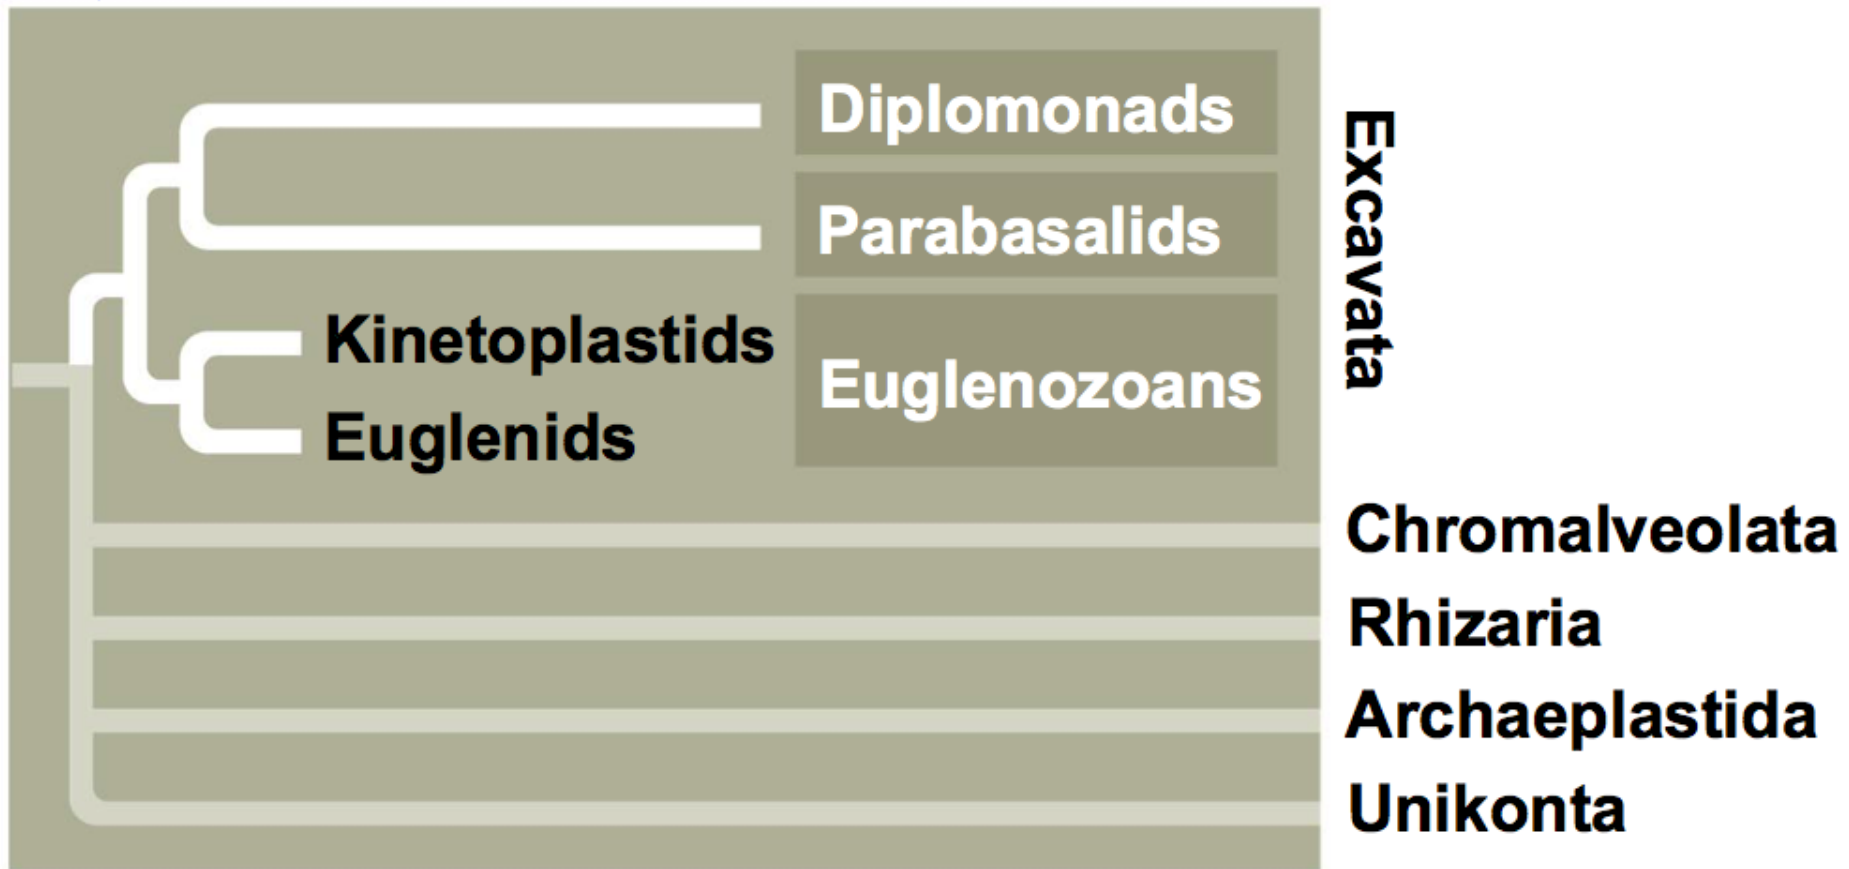 Diplomonads
Parabasalids
Kinetoplastids
Euglenids
Euglenozoans
Excavata
Chromalveolata
Rhizaria
Archaeplastida
Unikonta